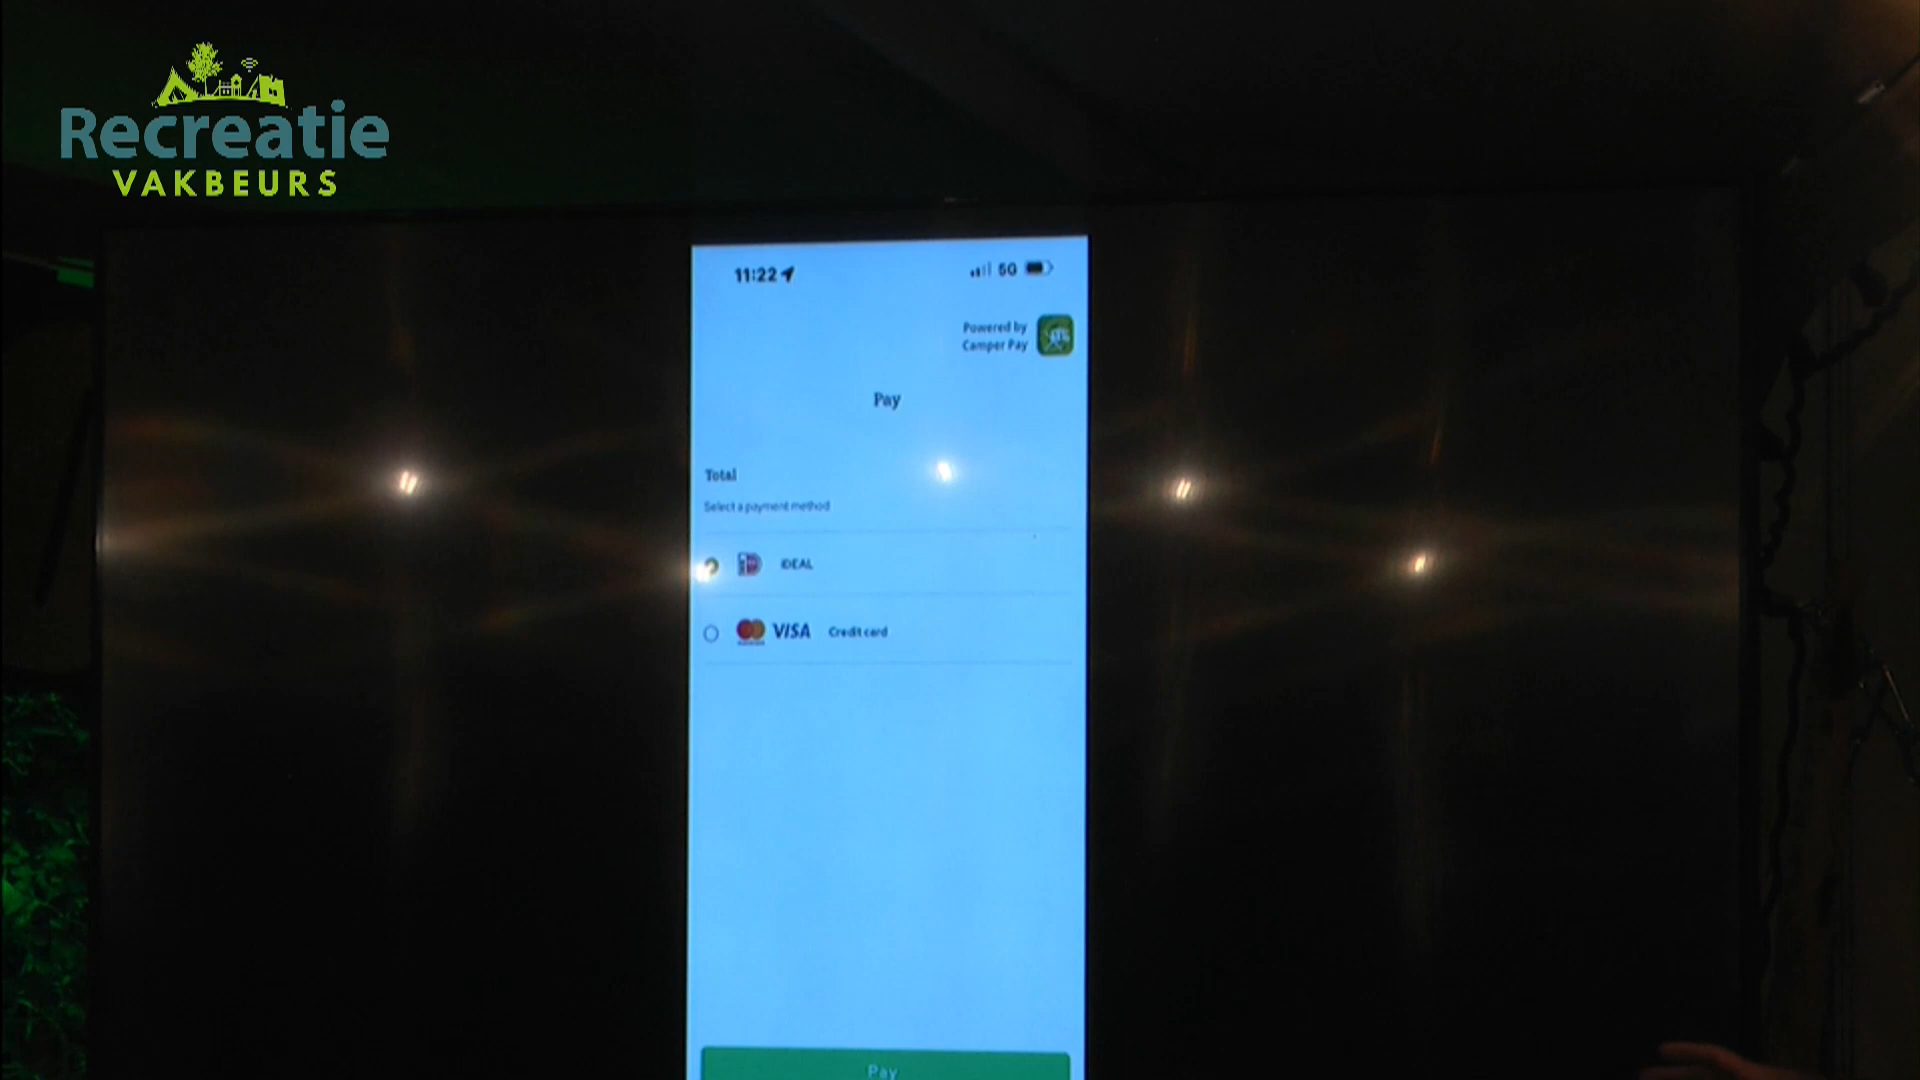 Recreatie
VAKBEURS
11:22
5G
Powered by
Camper Pay
Pay
Total
Select a payment method
iDEAL
VISA Credit card
Pay